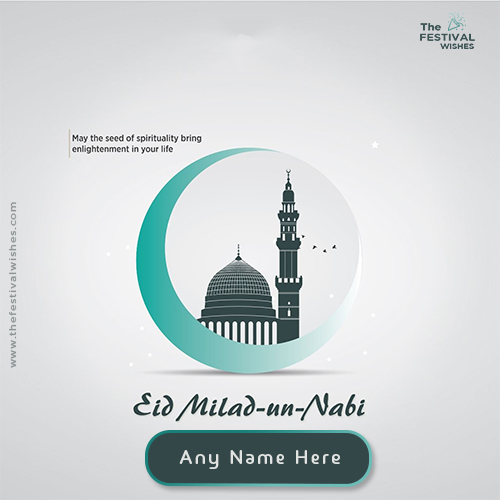 The
FESTIVAL
WISHES
May the seed of spirituality bring
enlightenment in your life
www.thefestivalwishes.com
Eid Milad-un-Nabi
Any Name Here